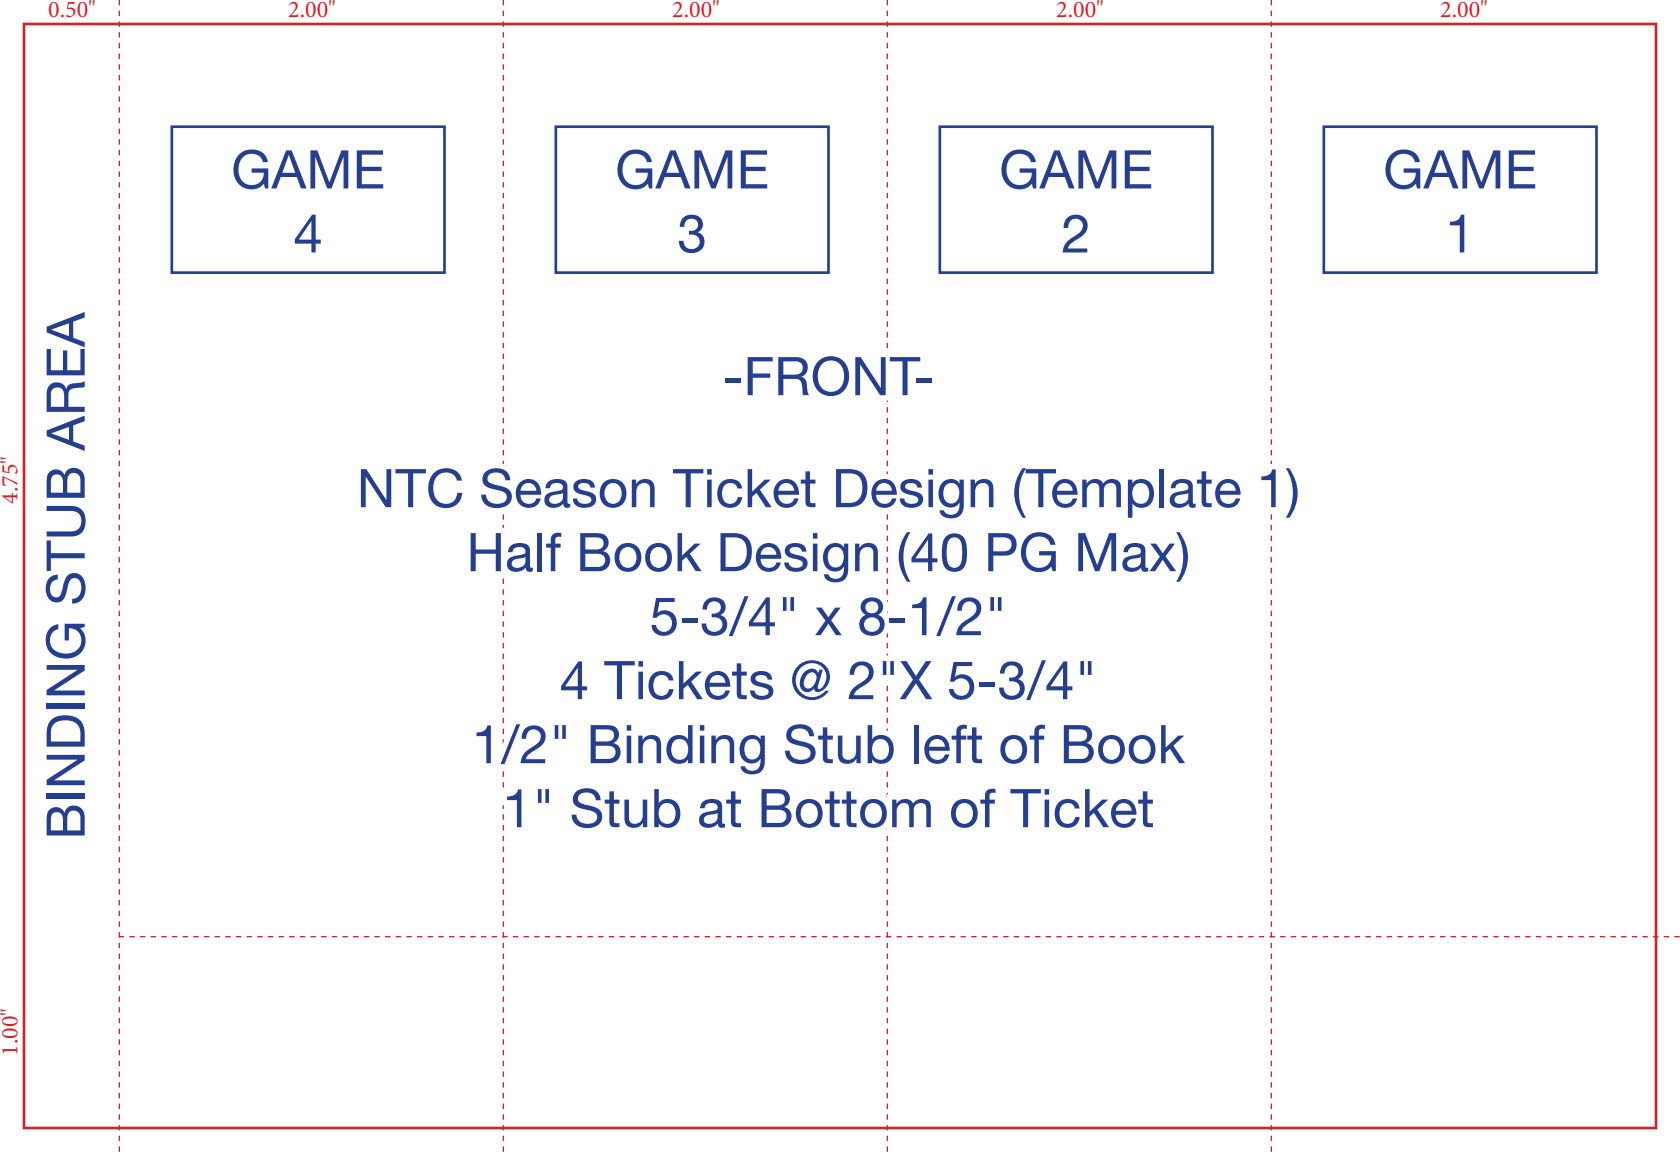 0.50" 2.00" 2.00" 2.00" 2.00"
GAME
4
GAME
3
GAME
2
GAME
1
BINDING STUB AREA
4.75"
1.00"
-FRONT-
NTC Season Ticket Design (Template 1)
Half Book Design (40 PG Max)
5-3/4" x 8-1/2"
4 Tickets @ 2"X 5-3/4"
1/2" Binding Stub left of Book
1" Stub at Bottom of Ticket